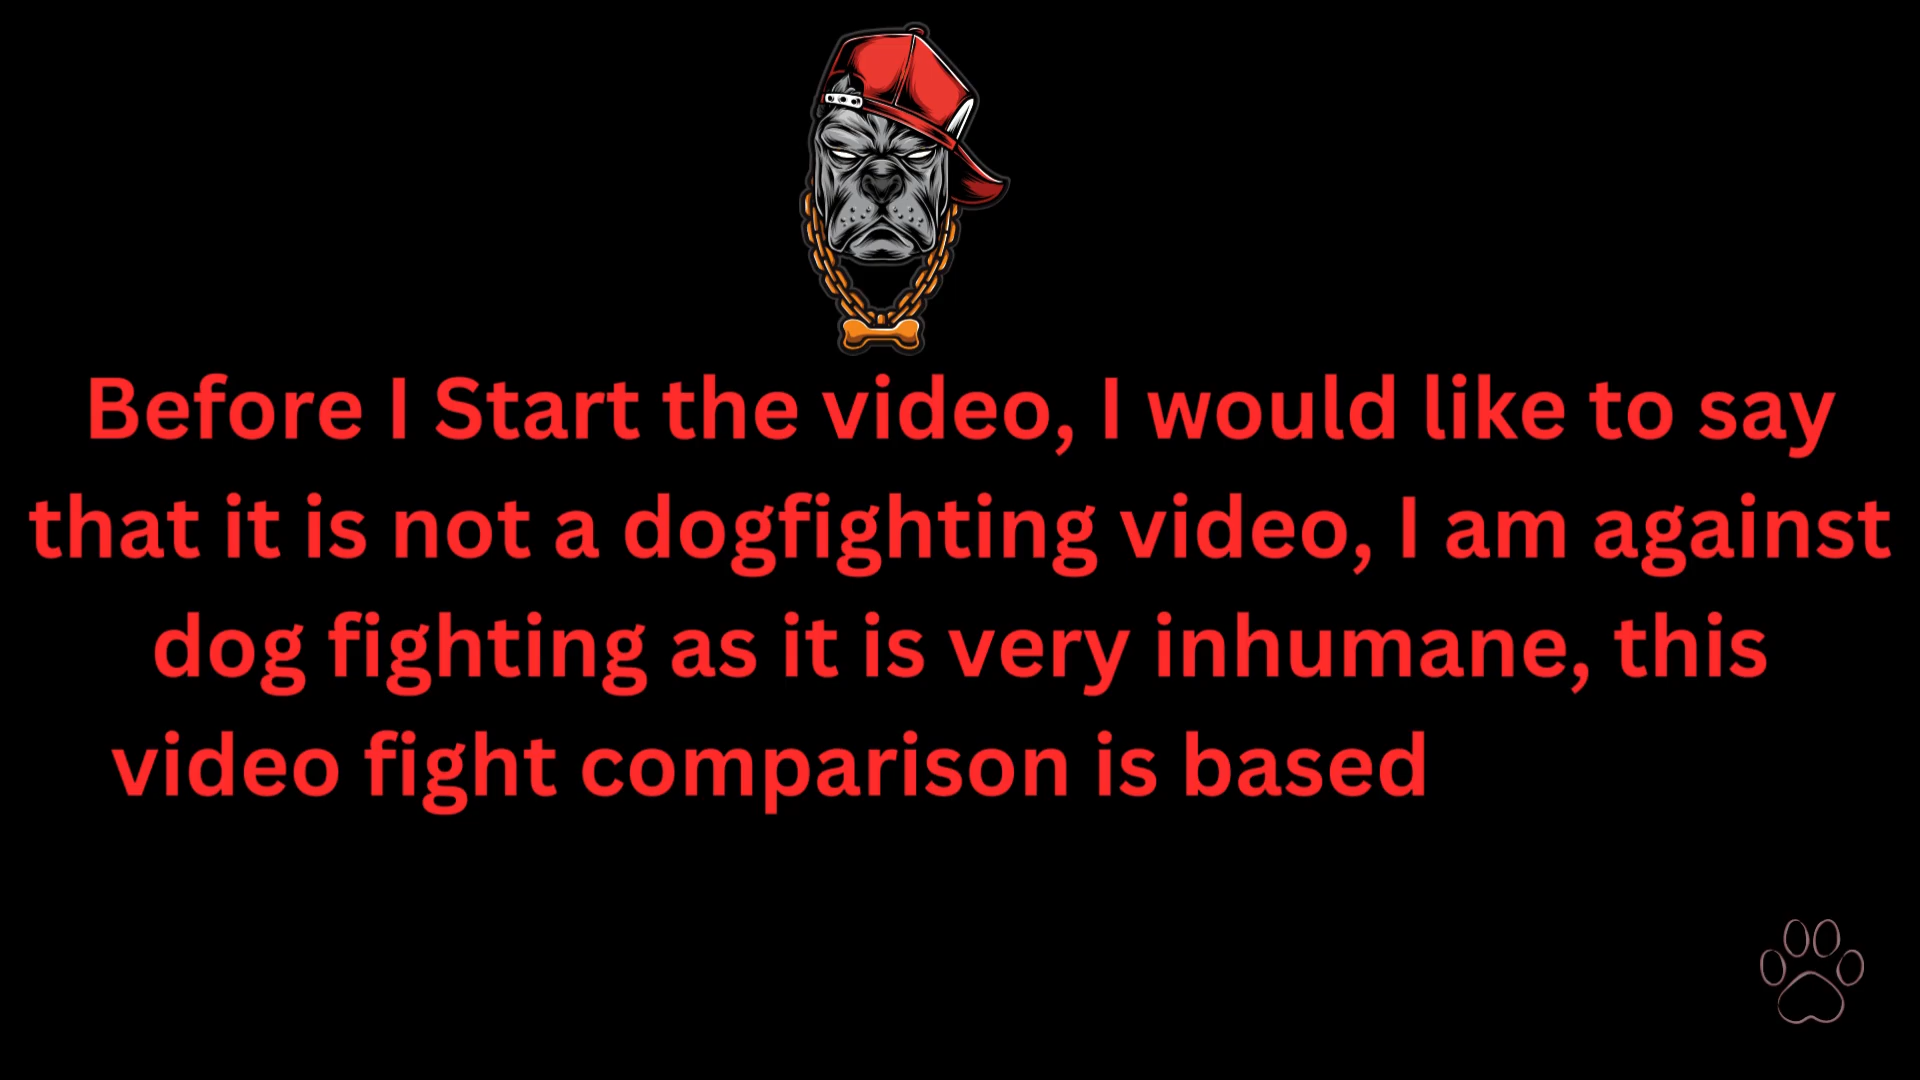 Before I Start the video, I would like to say
that it is not a dogfighting video, I am against
dog fighting as it is very inhumane, this
video fight comparison is based